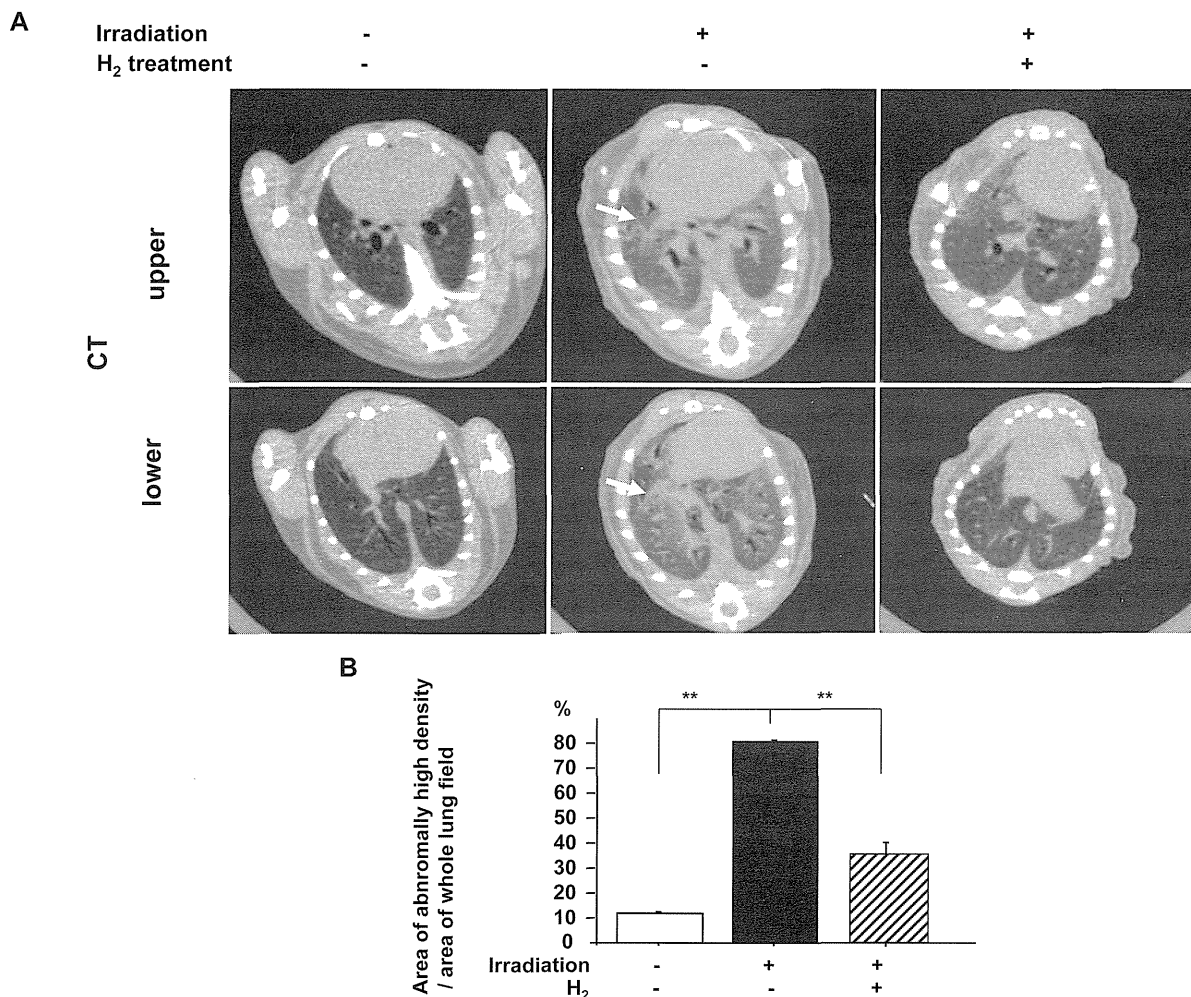 A
Irradiation - + +
H₂ treatment - - +
CT
upper
lower
B
Area of abnromally high density
/ area of whole lung field
%
** **
80
70
60
50
40
30
20
10
0
Irradiation - + +
H₂ - - +